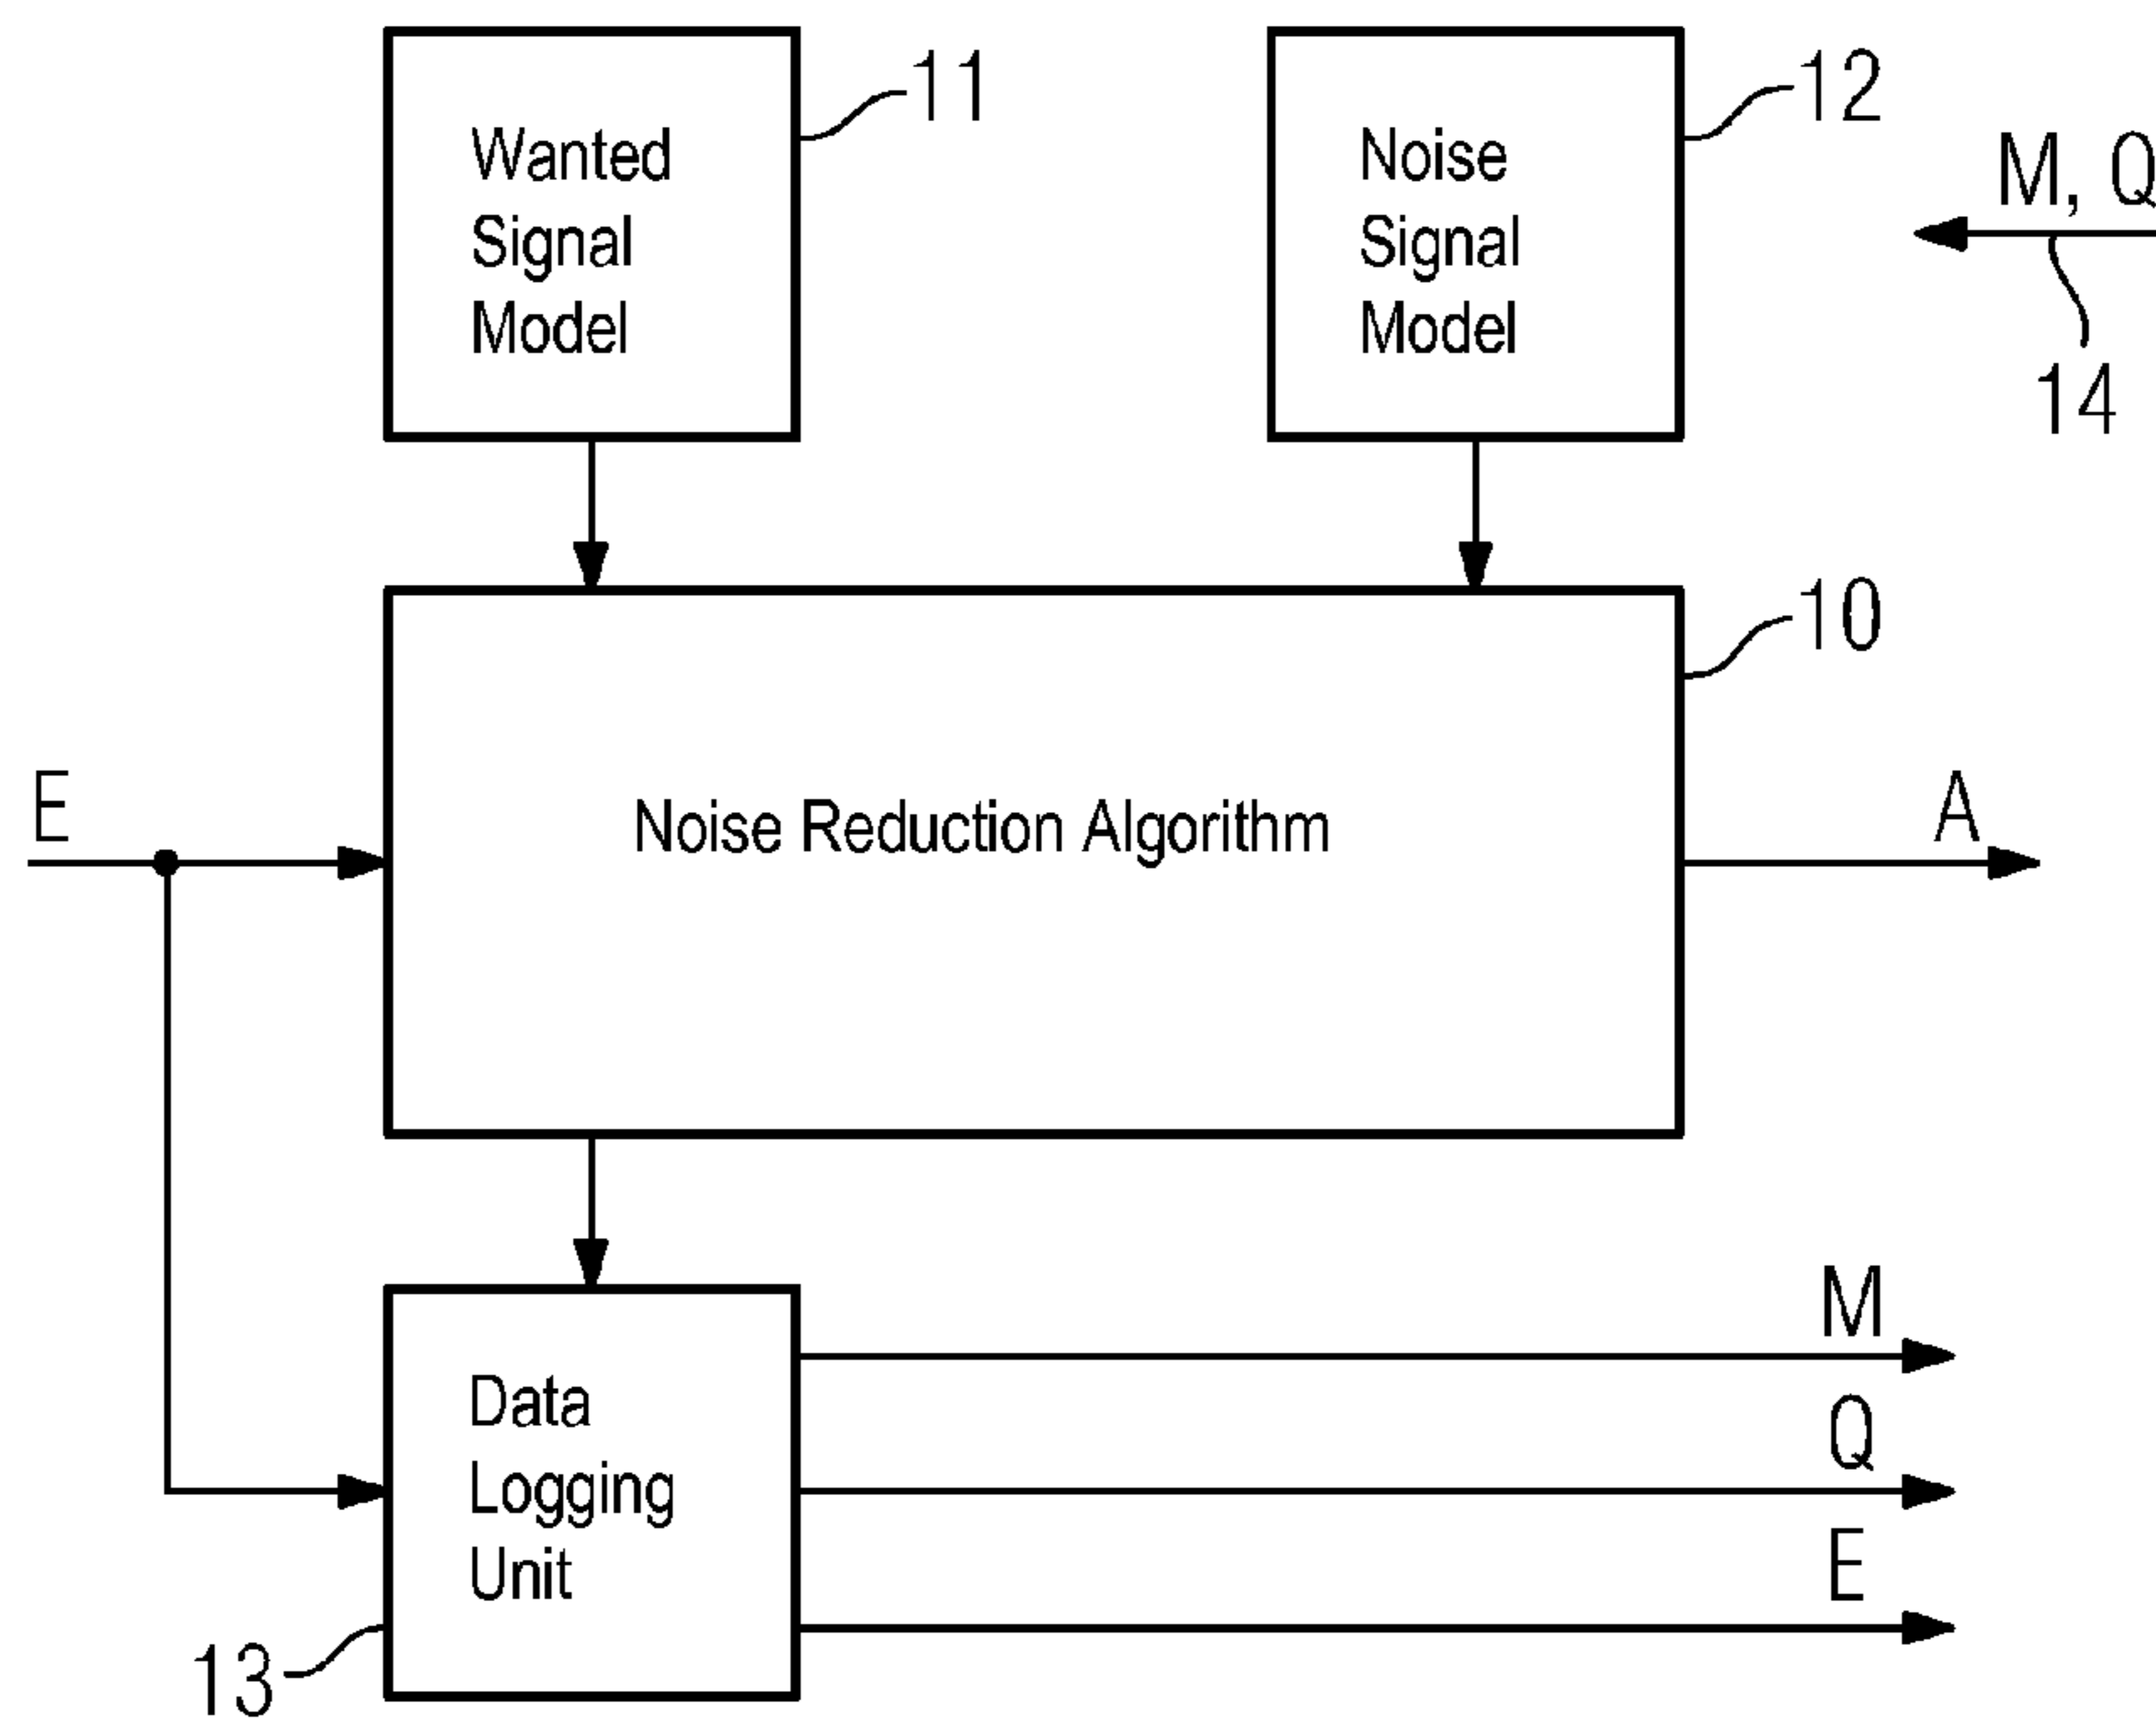 Wanted
Signal
Model
11
Noise
Signal
Model
12
M, Q
14
10
E
Noise Reduction Algorithm
A
Data
Logging
Unit
13
M
Q
E